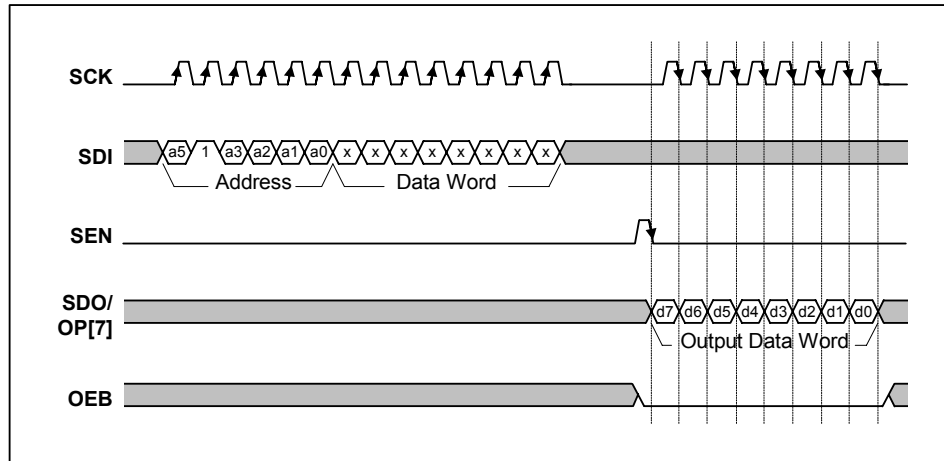 SCK
SDI
a5 1 a3 a2 a1 a0 x x x x x x x x
Address Data Word
SEN
SDO/
OP[7]
d7 d6 d5 d4 d3 d2 d1 d0
Output Data Word
OEB